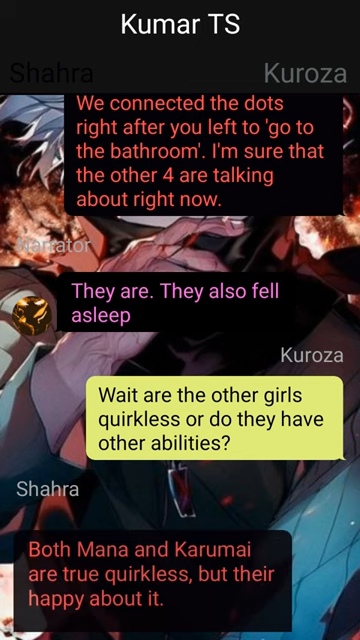 Kumar TS
Shahra
Kuroza
We connected the dots
right after you left to 'go to
the bathroom'. I'm sure that
the other 4 are talking
about right now.
Narrator
They are. They also fell
asleep
Kuroza
Wait are the other girls
quirkless or do they have
other abilities?
Shahra
Both Mana and Karumai
are true quirkless, but their
happy about it.